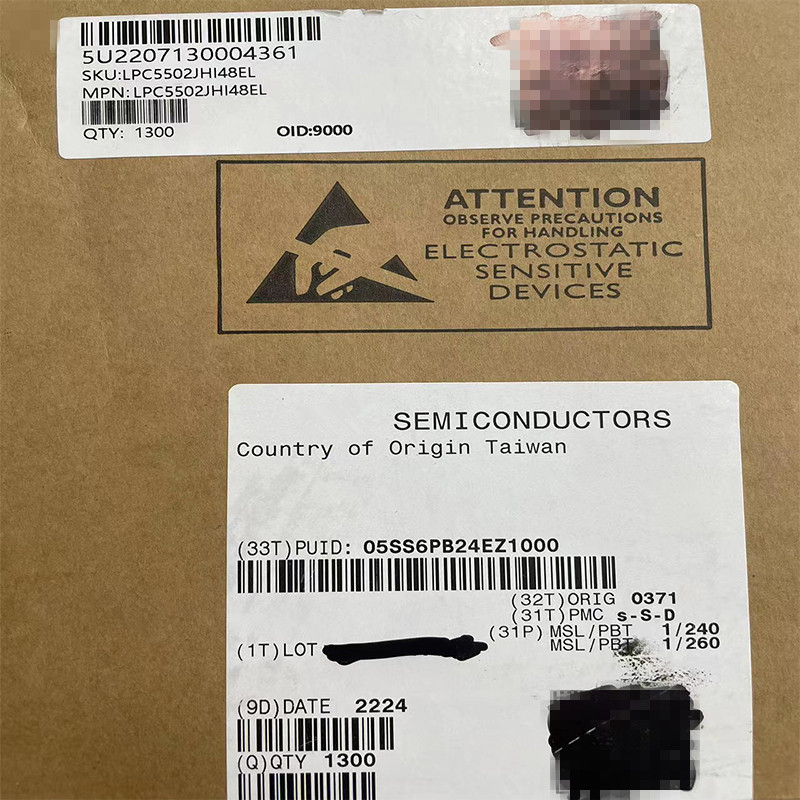 5U2207130004361
SKU:LPC5502JHI48EL
MPN:LPC5502JHI48EL
QTY: 1300 OID:9000
ATTENTION
OBSERVE PRECAUTIONS
FOR HANDLING
ELECTROSTATIC
SENSITIVE
DEVICES
SEMICONDUCTORS
Country of Origin Taiwan
(33T)PUID: 05SS6PB24EZ1000
(32T)ORIG 0371
(31T)PMC s-S-D
(31P) MSL/PBT 1/240
MSL/PBT 1/260
(1T)LOT
(9D)DATE 2224
(Q)QTY 1300